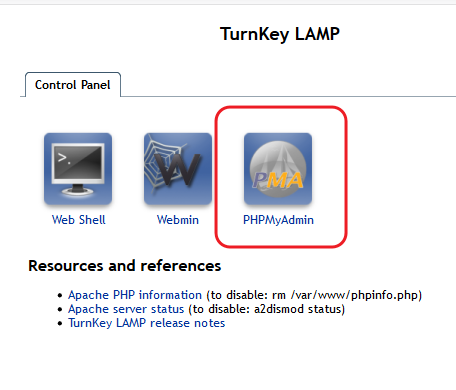 TurnKey LAMP
Control Panel
>_
W
PMA
Web Shell
Webmin
PHPMyAdmin
Resources and references
Apache PHP information (to disable: rm /var/www/phpinfo.php)
Apache server status (to disable: a2dismod status)
TurnKey LAMP release notes